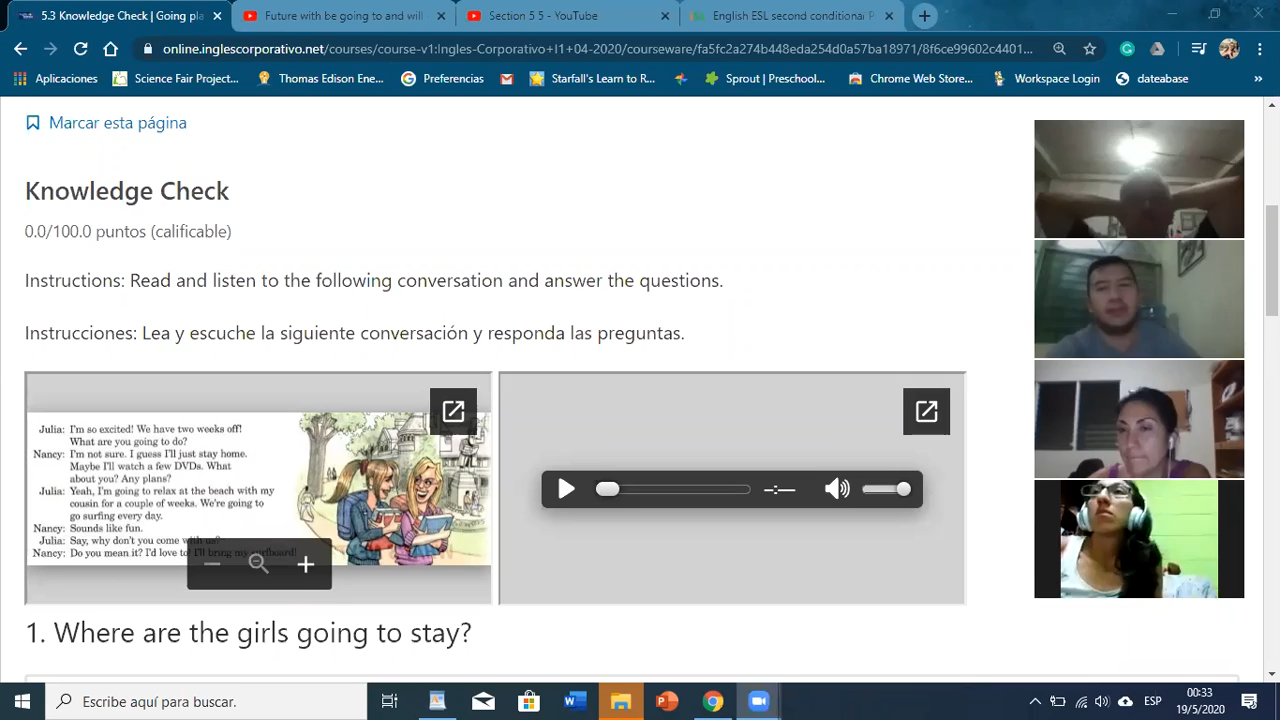 5.3 Knowledge Check | Going pla
Future with be going to and will -
Section 5 5 - YouTube
English ESL second conditional P
online.inglescorporativo.net/courses/course-v1:Ingles-Corporativo+I1+04-2020/courseware/fa5fc2a274b448eda254d0a57ba18971/8f6ce99602c4401...
Aplicaciones
Science Fair Project...
Thomas Edison Ene...
Preferencias
Starfall's Learn to R...
Sprout | Preschool...
Chrome Web Store...
Workspace Login
dateabase
»
Marcar esta página
Knowledge Check
0.0/100.0 puntos (calificable)
Instructions: Read and listen to the following conversation and answer the questions.
Instrucciones: Lea y escuche la siguiente conversación y responda las preguntas.
Julia: I'm so excited! We have two weeks off!
What are you going to do?
Nancy: I'm not sure. I guess I'll just stay home.
Maybe I'll watch a few DVDs. What
about you? Any plans?
Julia: Yeah, I'm going to relax at the beach with my
cousin for a couple of weeks. We're going to
go surfing every day.
Nancy: Sounds like fun.
Julia: Say, why don't you come with us?
Nancy: Do you mean it? I'd love to! I'll bring my surfboard!
-:--
1. Where are the girls going to stay?
Escribe aquí para buscar.
ESP
00:33
19/5/2020